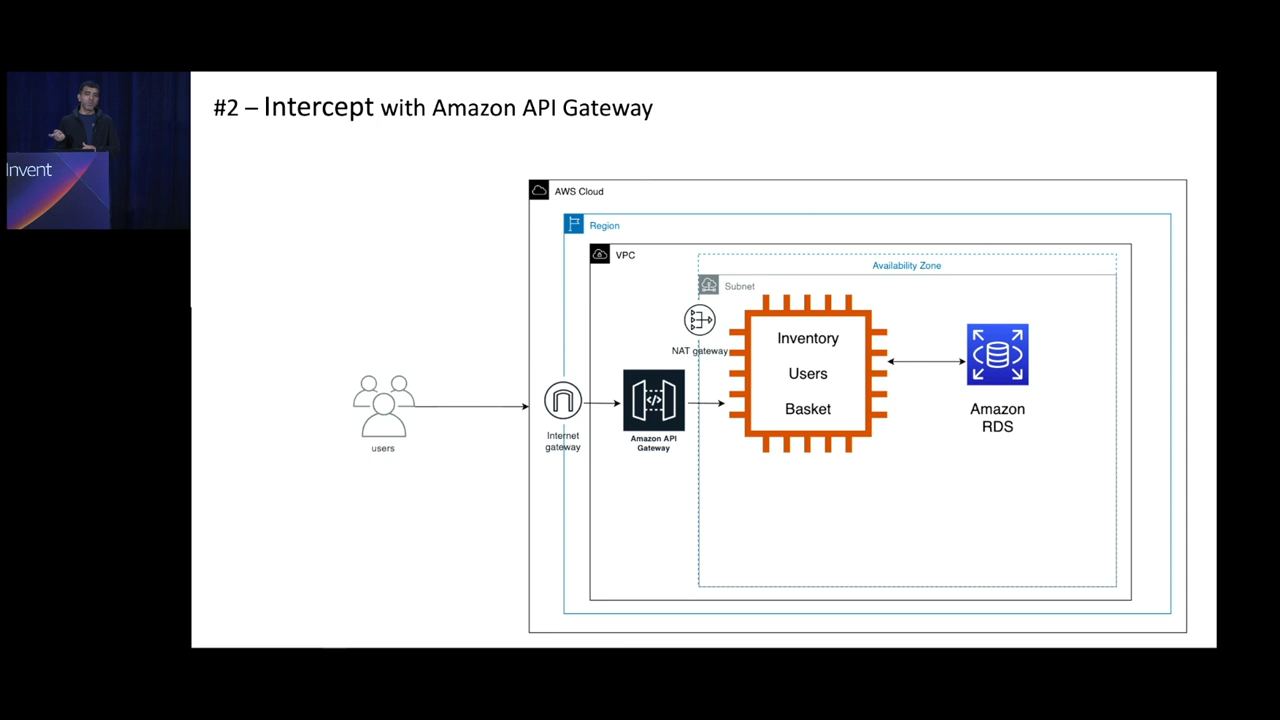 #2 – Intercept with Amazon API Gateway
Invent
AWS Cloud
Region
VPC
Availability Zone
Subnet
NAT gateway
Inventory
Users
Basket
Amazon
RDS
users
Internet
gateway
Amazon API
Gateway